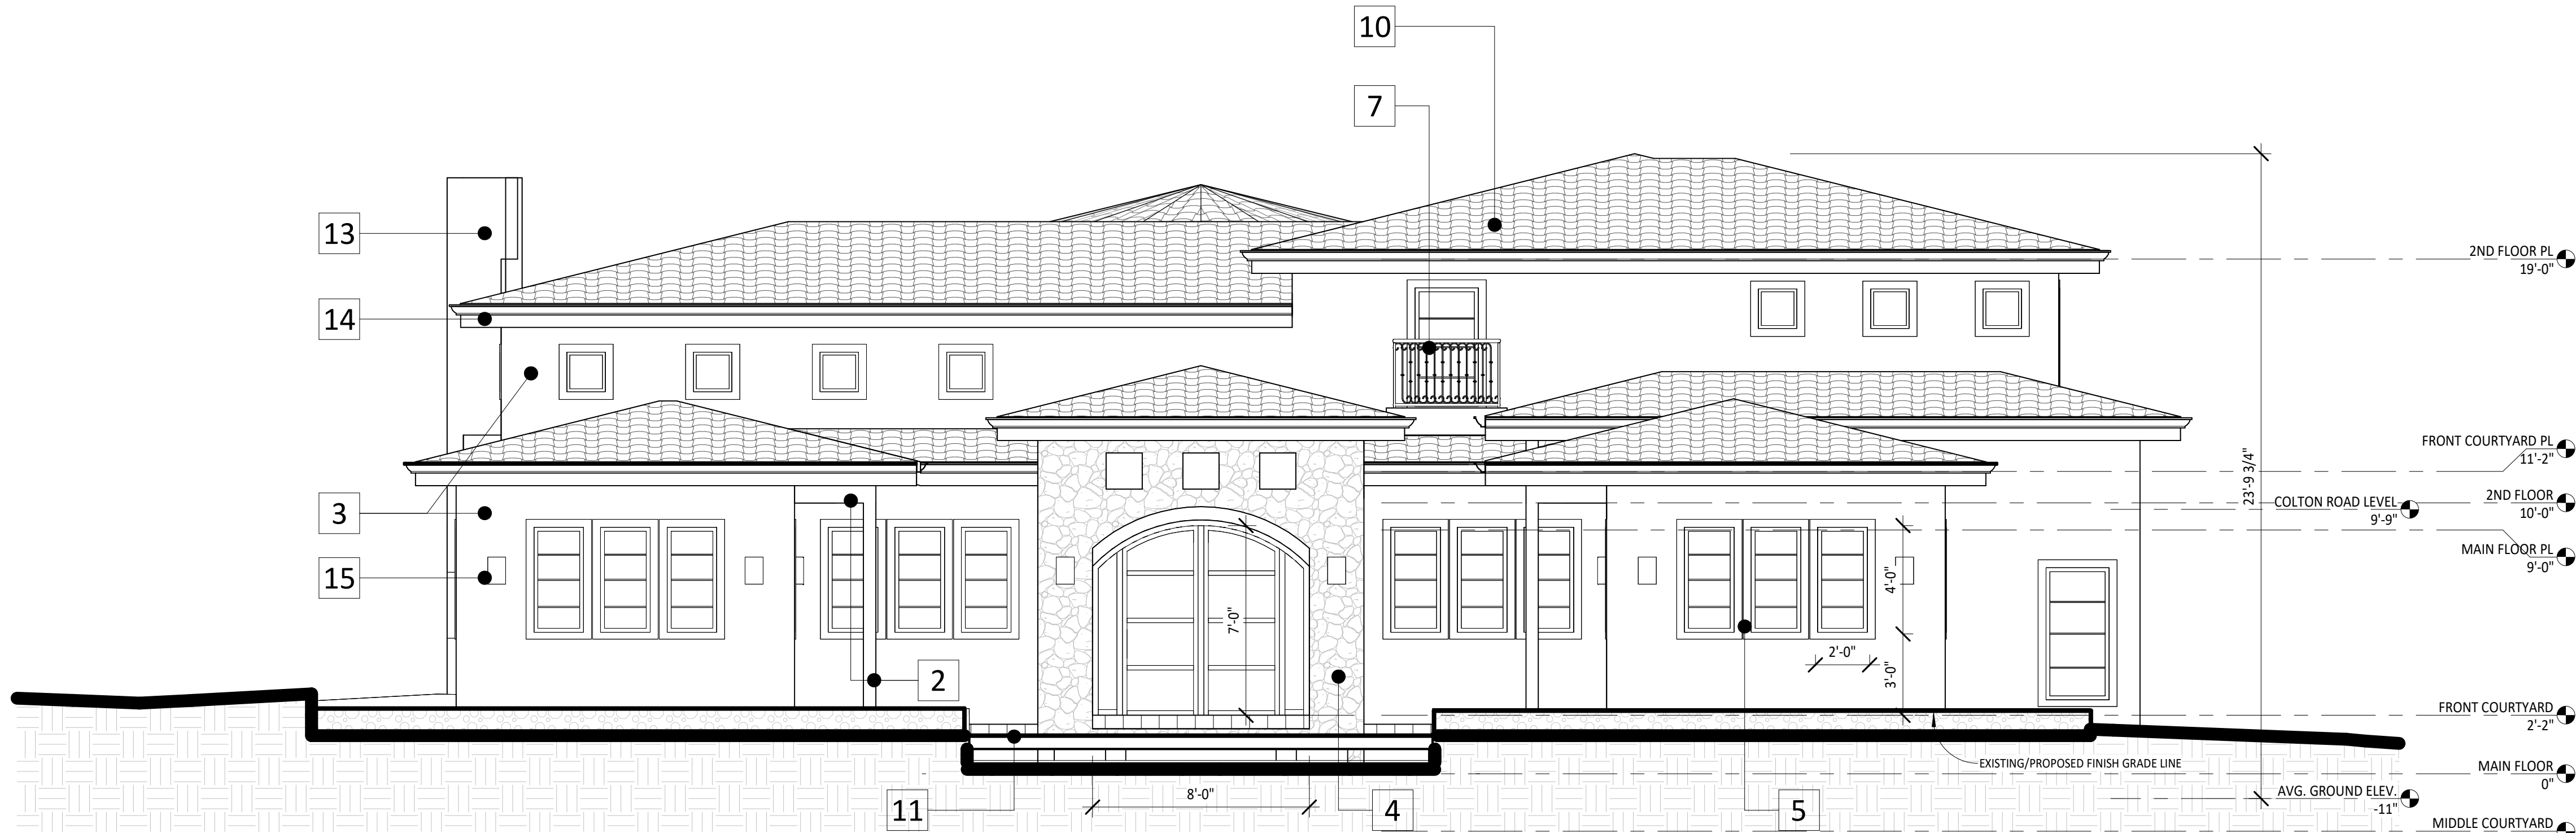 10
7
13
14
3
15
2
11
4
5
2ND FLOOR PL
19'-0"
FRONT COURTYARD PL
11'-2"
23'-9 3/4"
COLTON ROAD LEVEL
9'-9"
2ND FLOOR
10'-0"
MAIN FLOOR PL
9'-0"
4'-0"
7'-0"
2'-0"
3'-0"
FRONT COURTYARD
2'-2"
EXISTING/PROPOSED FINISH GRADE LINE
MAIN FLOOR
0"
8'-0"
AVG. GROUND ELEV.
-11"
MIDDLE COURTYARD